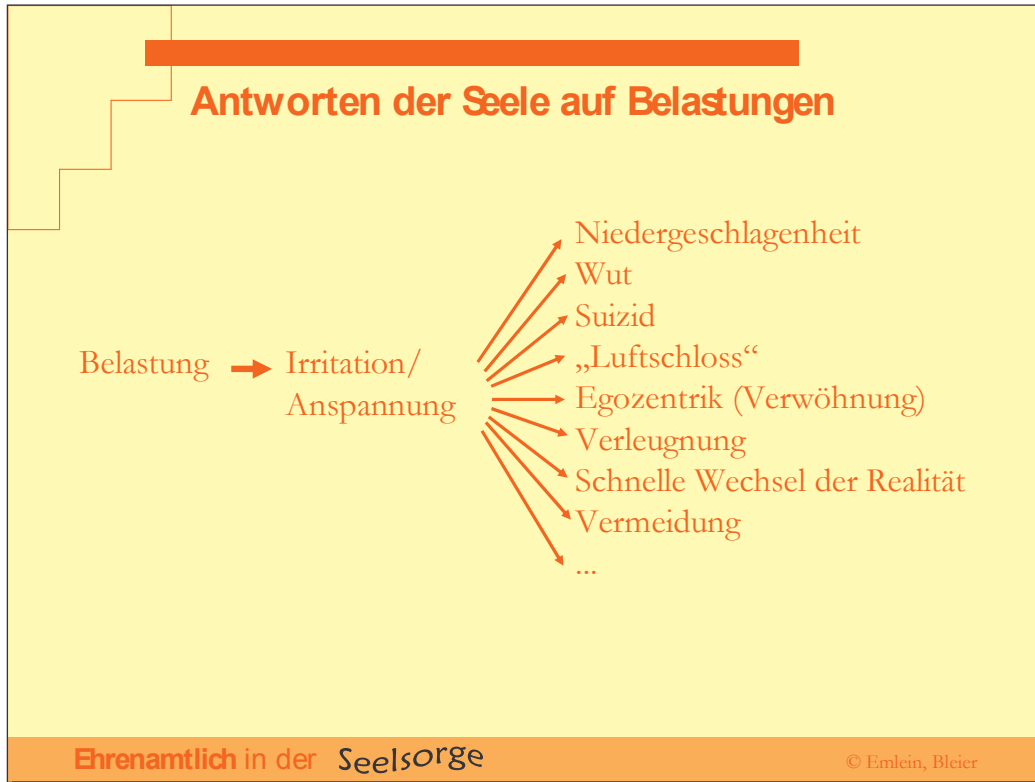 Antworten der Seele auf Belastungen
Niedergeschlagenheit
Wut
Suizid
„Luftschloss“
Belastung Irritation/
Anspannung
Egozentrik (Verwöhnung)
Verleugnung
Schnelle Wechsel der Realität
Vermeidung
...
Ehrenamtlich in der Seelsorge
© Emlein, Bleier